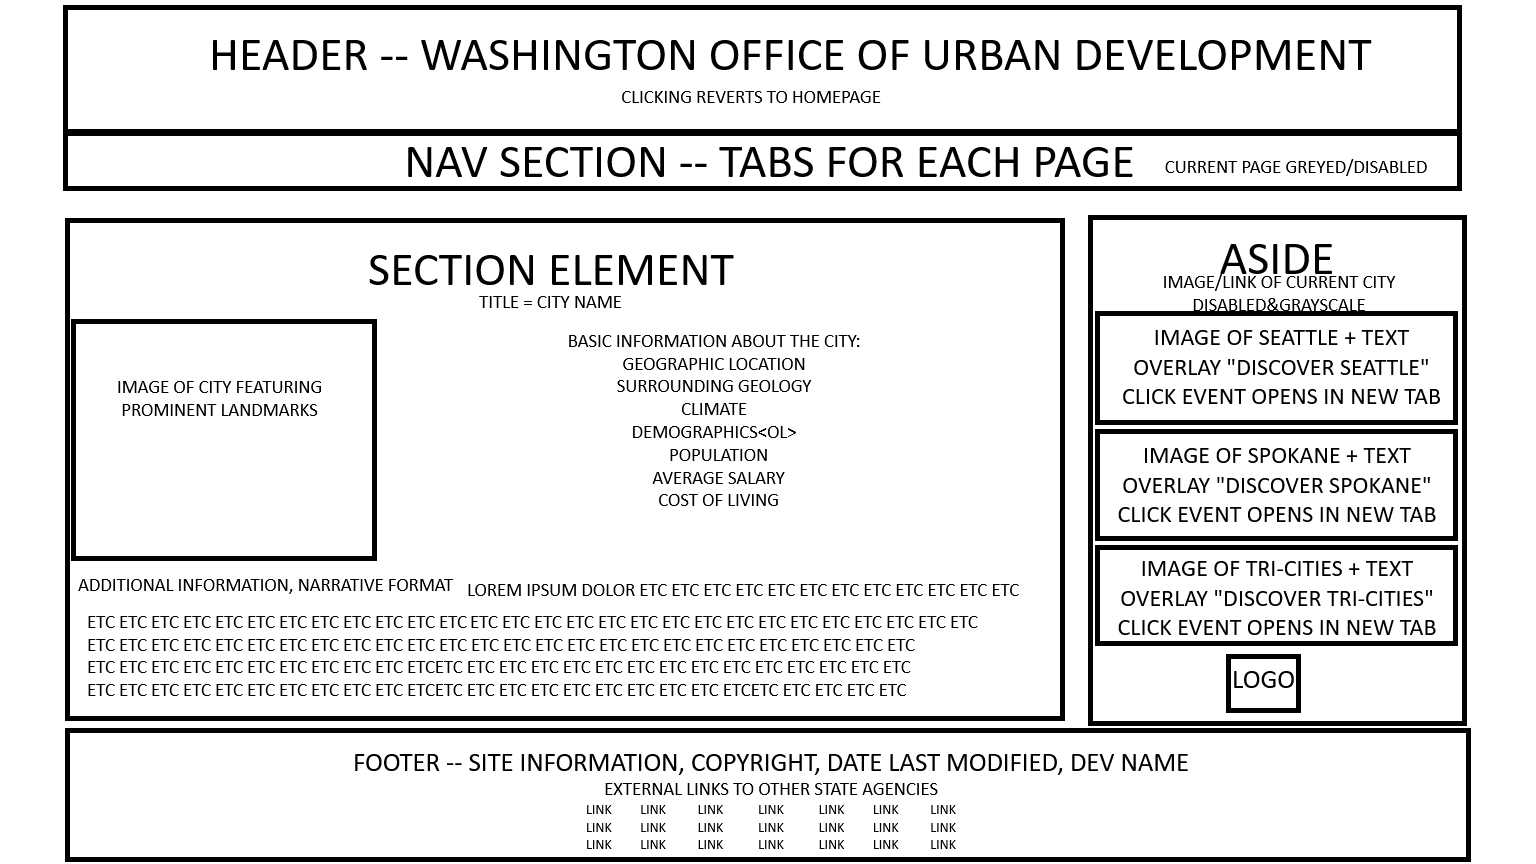 HEADER -- WASHINGTON OFFICE OF URBAN DEVELOPMENT
CLICKING REVERTS TO HOMEPAGE
NAV SECTION -- TABS FOR EACH PAGE
CURRENT PAGE GREYED/DISABLED
SECTION ELEMENT
TITLE = CITY NAME
IMAGE OF CITY FEATURING
PROMINENT LANDMARKS
BASIC INFORMATION ABOUT THE CITY:
GEOGRAPHIC LOCATION
SURROUNDING GEOLOGY
CLIMATE
DEMOGRAPHICS<OL>
POPULATION
AVERAGE SALARY
COST OF LIVING
ADDITIONAL INFORMATION, NARRATIVE FORMAT
LOREM IPSUM DOLOR ETC ETC ETC ETC ETC ETC ETC ETC ETC ETC ETC ETC
ETC ETC ETC ETC ETC ETC ETC ETC ETC ETC ETC ETC ETC ETC ETC ETC ETC ETC ETC ETC ETC ETC ETC ETC ETC ETC ETC ETC
ETC ETC ETC ETC ETC ETC ETC ETC ETC ETC ETC ETC ETC ETC ETC ETC ETC ETC ETC ETC ETC ETC ETC ETC ETC ETC
ETC ETC ETC ETC ETC ETC ETC ETC ETC ETC ETCETC ETC ETC ETC ETC ETC ETC ETC ETC ETC ETC ETC ETC ETC ETC
ETC ETC ETC ETC ETC ETC ETC ETC ETC ETC ETCETC ETC ETC ETC ETC ETC ETC ETC ETC ETCETC ETC ETC ETC ETC
ASIDE
IMAGE/LINK OF CURRENT CITY
DISABLED&GRAYSCALE
IMAGE OF SEATTLE + TEXT
OVERLAY "DISCOVER SEATTLE"
CLICK EVENT OPENS IN NEW TAB
IMAGE OF SPOKANE + TEXT
OVERLAY "DISCOVER SPOKANE"
CLICK EVENT OPENS IN NEW TAB
IMAGE OF TRI-CITIES + TEXT
OVERLAY "DISCOVER TRI-CITIES"
CLICK EVENT OPENS IN NEW TAB
LOGO
FOOTER -- SITE INFORMATION, COPYRIGHT, DATE LAST MODIFIED, DEV NAME
EXTERNAL LINKS TO OTHER STATE AGENCIES
LINK LINK LINK LINK LINK LINK LINK
LINK LINK LINK LINK LINK LINK LINK
LINK LINK LINK LINK LINK LINK LINK